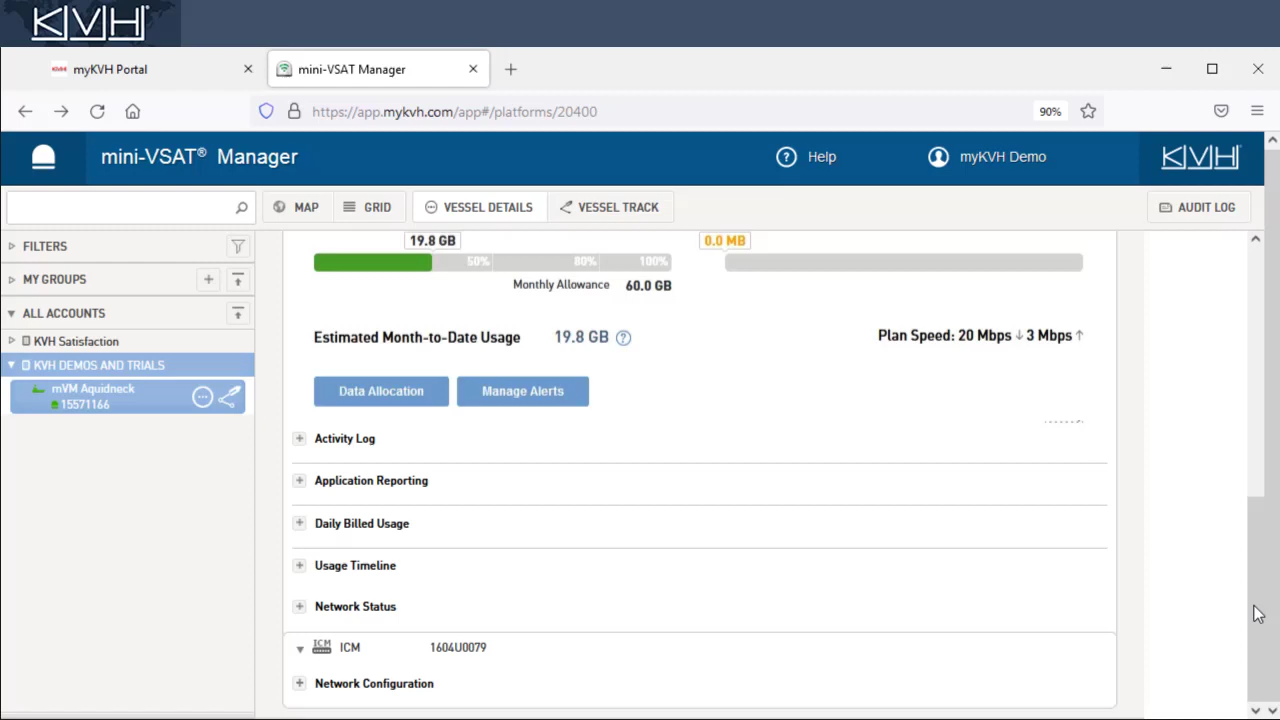 KVH
KVH myKVH Portal
mini-VSAT Manager
https://app.mykvh.com/app#/platforms/20400
90%
mini-VSAT® Manager
? Help
myKVH Demo
KVH
MAP
GRID
VESSEL DETAILS
VESSEL TRACK
AUDIT LOG
FILTERS
MY GROUPS
ALL ACCOUNTS
KVH Satisfaction
KVH DEMOS AND TRIALS
mVM Aquidneck
15571166
19.8 GB
0.0 MB
50% 80% 100%
Monthly Allowance 60.0 GB
Estimated Month-to-Date Usage 19.8 GB ?
Plan Speed: 20 Mbps ↓ 3 Mbps ↑
Data Allocation
Manage Alerts
Activity Log
Application Reporting
Daily Billed Usage
Usage Timeline
Network Status
ICM ICM 1604U0079
Network Configuration